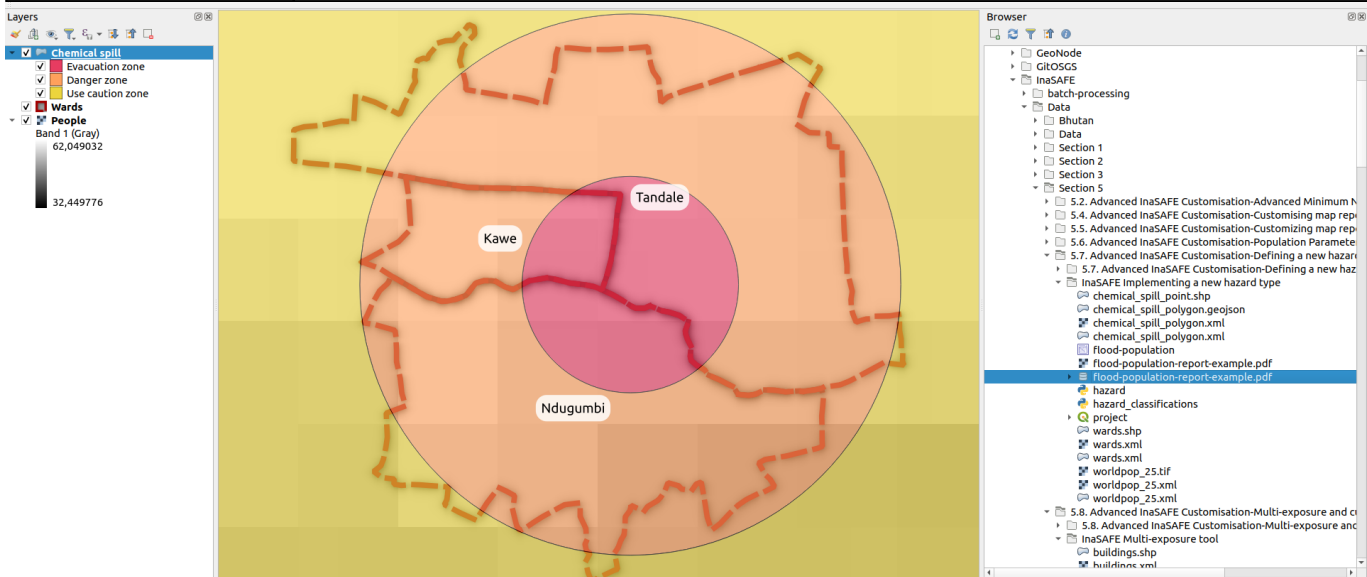 Layers
Chemical spill
Evacuation zone
Danger zone
Use caution zone
Wards
People
Band 1 (Gray)
62,049032
32,449776
Tandale
Kawe
Ndugumbi
Browser
GeoNode
GitOSGS
InaSAFE
batch-processing
Data
Bhutan
Data
Section 1
Section 2
Section 3
Section 5
5.2. Advanced InaSAFE Customisation-Advanced Minimum N
5.4. Advanced InaSAFE Customisation-Customising map repo
5.5. Advanced InaSAFE Customisation-Customizing map repo
5.6. Advanced InaSAFE Customisation-Population Paramete
5.7. Advanced InaSAFE Customisation-Defining a new hazar
5.7. Advanced InaSAFE Customisation-Defining a new haz
InaSAFE Implementing a new hazard type
chemical_spill_point.shp
chemical_spill_polygon.geojson
chemical_spill_polygon.xml
chemical_spill_polygon.xml
flood-population
flood-population-report-example.pdf
flood-population-report-example.pdf
hazard
hazard_classifications
project
wards.shp
wards.xml
wards.xml
worldpop_25.tif
worldpop_25.xml
worldpop_25.xml
5.8. Advanced InaSAFE Customisation-Multi-exposure and cu
5.8. Advanced InaSAFE Customisation-Multi-exposure and
InaSAFE Multi-exposure tool
buildings.shp
buildings.xml